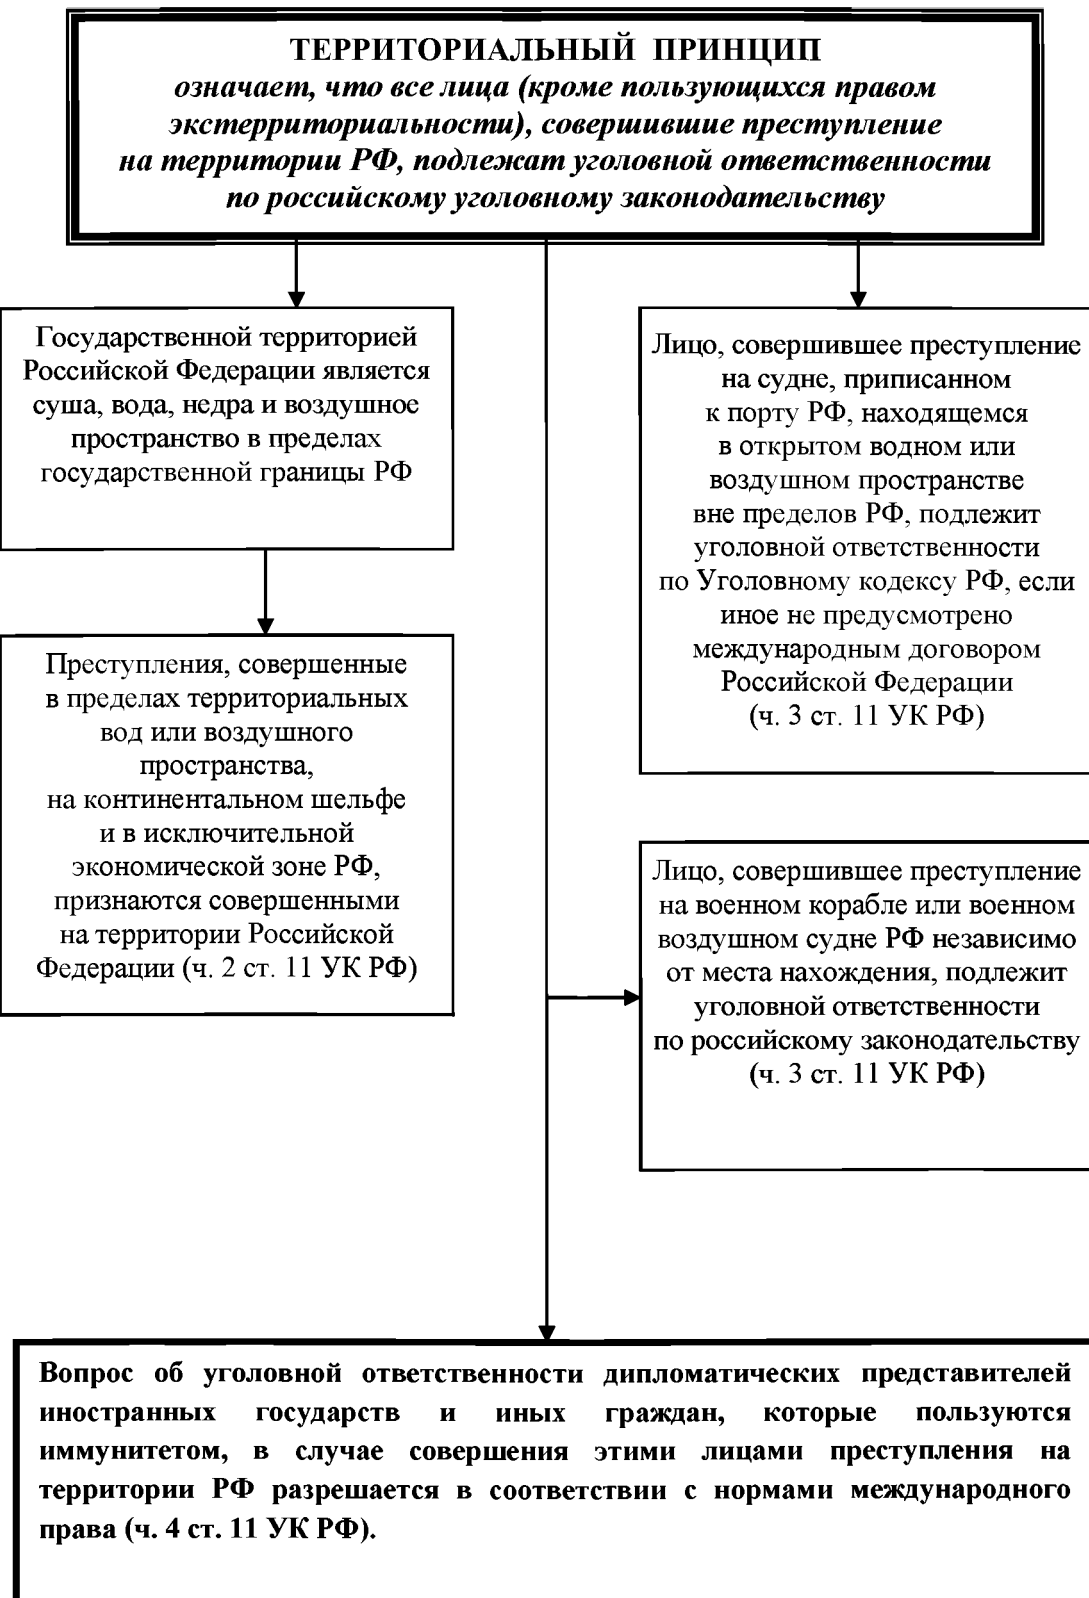 ТЕРРИТОРИАЛЬНЫЙ ПРИНЦИП
означает, что все лица (кроме пользующихся правом
экстерриториальности), совершившие преступление
на территории РФ, подлежат уголовной ответственности
по российскому уголовному законодательству
Государственной территорией
Российской Федерации является
суша, вода, недра и воздушное
пространство в пределах
государственной границы РФ
Преступления, совершенные
в пределах территориальных
вод или воздушного
пространства,
на континентальном шельфе
и в исключительной
экономической зоне РФ,
признаются совершенными
на территории Российской
Федерации (ч. 2 ст. 11 УК РФ)
Лицо, совершившее преступление
на судне, приписанном
к порту РФ, находящемся
в открытом водном или
воздушном пространстве
вне пределов РФ, подлежит
уголовной ответственности
по Уголовному кодексу РФ, если
иное не предусмотрено
международным договором
Российской Федерации
(ч. 3 ст. 11 УК РФ)
Лицо, совершившее преступление
на военном корабле или военном
воздушном судне РФ независимо
от места нахождения, подлежит
уголовной ответственности
по российскому законодательству
(ч. 3 ст. 11 УК РФ)
Вопрос об уголовной ответственности дипломатических представителей
иностранных государств и иных граждан, которые пользуются
иммунитетом, в случае совершения этими лицами преступления на
территории РФ разрешается в соответствии с нормами международного
права (ч. 4 ст. 11 УК РФ).